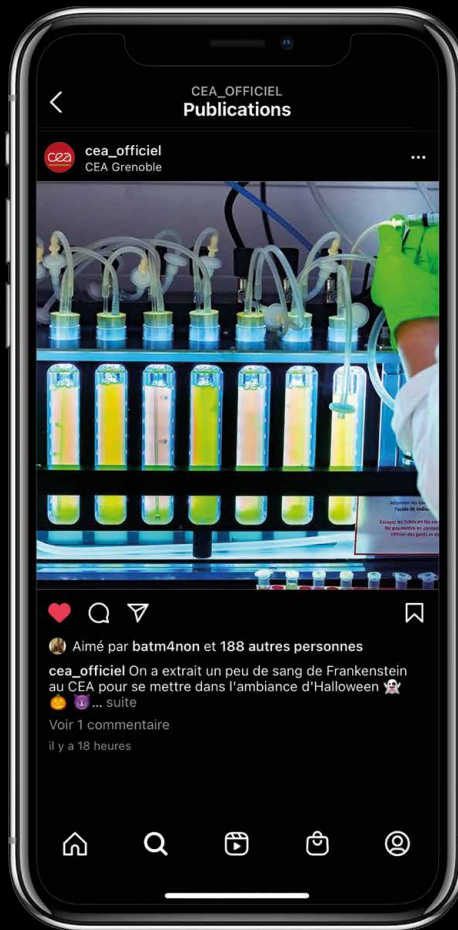 CEA_OFFICIEL
Publications
cea
cea_officiel
CEA Grenoble
Aimé par batm4non et 188 autres personnes
cea_officiel On a extrait un peu de sang de Frankenstein
au CEA pour se mettre dans l'ambiance d'Halloween 👻
🎃 😈... suite
Voir 1 commentaire
il y a 18 heures